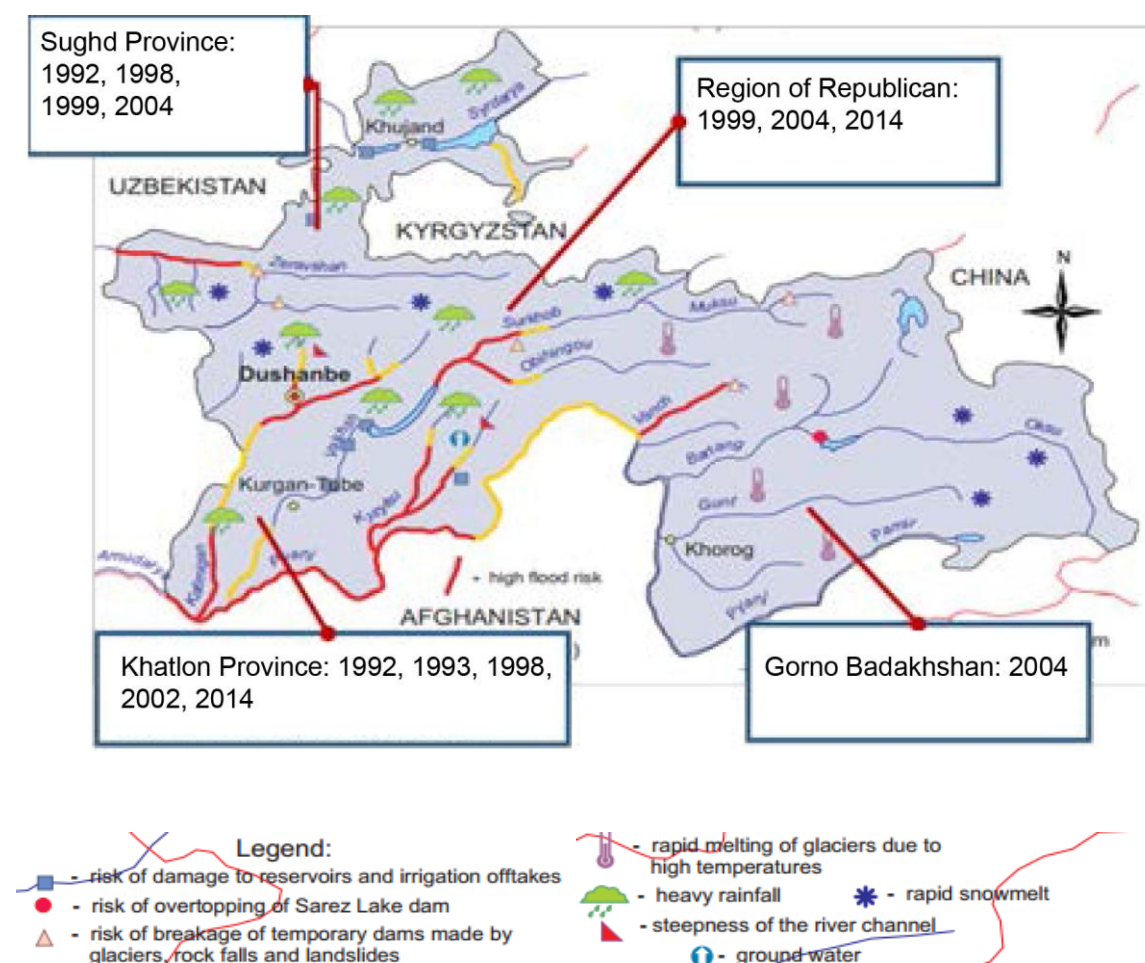 Sughd Province:
1992, 1998,
1999, 2004
Region of Republican:
1999, 2004, 2014
Khujand
Syrdarya
UZBEKISTAN
KYRGYZSTAN
CHINA
N
Zeravshan
Surkhob
Muksu
Obihingou
Dushanbe
Vanch
Vakhsh
Bartang
Oksu
Kurgan-Tube
Kyzylsu
Gunt
Khorog
Pamir
Amudarya
Kafirnigan
Pyanj
- high flood risk
AFGHANISTAN
Pyanj
)
m
Khatlon Province: 1992, 1993, 1998,
2002, 2014
Gorno Badakhshan: 2004
Legend:
- risk of damage to reservoirs and irrigation offtakes
- risk of overtopping of Sarez Lake dam
- risk of breakage of temporary dams made by
glaciers, rock falls and landslides
- rapid melting of glaciers due to
high temperatures
- heavy rainfall
- rapid snowmelt
- steepness of the river channel
- ground water